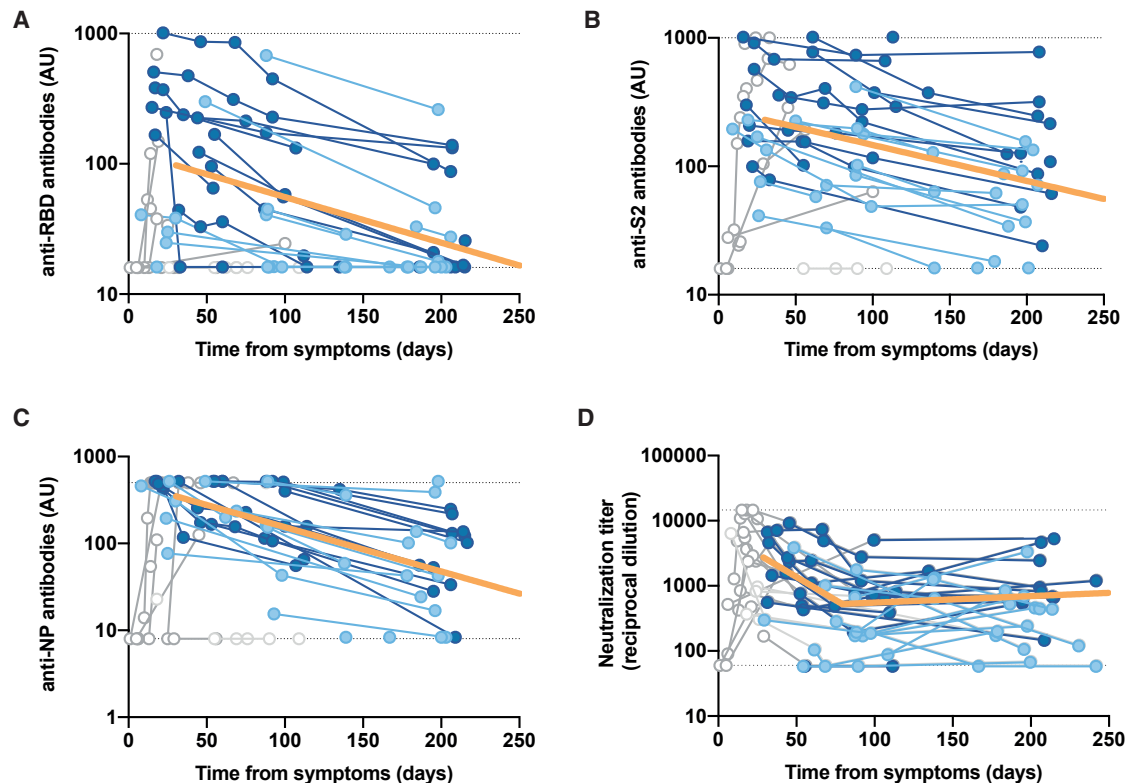 A
1000
100
10
anti-RBD antibodies (AU)
0 50 100 150 200 250
Time from symptoms (days)
B
1000
100
10
anti-S2 antibodies (AU)
0 50 100 150 200 250
Time from symptoms (days)
C
1000
100
10
1
anti-NP antibodies (AU)
0 50 100 150 200 250
Time from symptoms (days)
D
100000
10000
1000
100
10
Neutralization titer
(reciprocal dilution)
0 50 100 150 200 250
Time from symptoms (days)